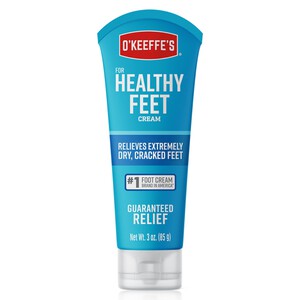 O'KEEFFE'S®
FOR
HEALTHY
FEET
CREAM
RELIEVES EXTREMELY
DRY, CRACKED FEET
#1 FOOT CREAM
BRAND IN AMERICA*
GUARANTEED
RELIEF
Net Wt. 3 oz. (85 g)